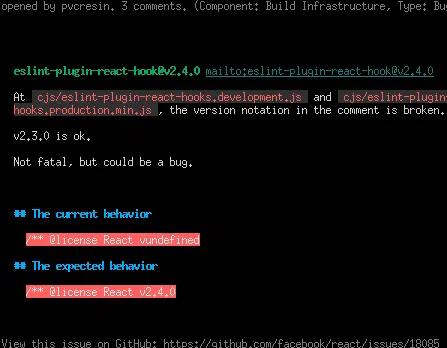 opened by pvcresin. 3 comments. (Component: Build Infrastructure, Type: Bu
eslint-plugin-react-hook@v2.4.0 mailto:eslint-plugin-react-hook@v2.4.0
At cjs/eslint-plugin-react-hooks.development.js and cjs/eslint-plugin-
hooks.production.min.js , the version notation in the comment is broken.
v2.3.0 is ok.
Not fatal, but could be a bug.
## The current behavior
/** @license React vundefined
## The expected behavior
/** @license React v2.4.0
View this issue on GitHub: https://github.com/facebook/react/issues/18085